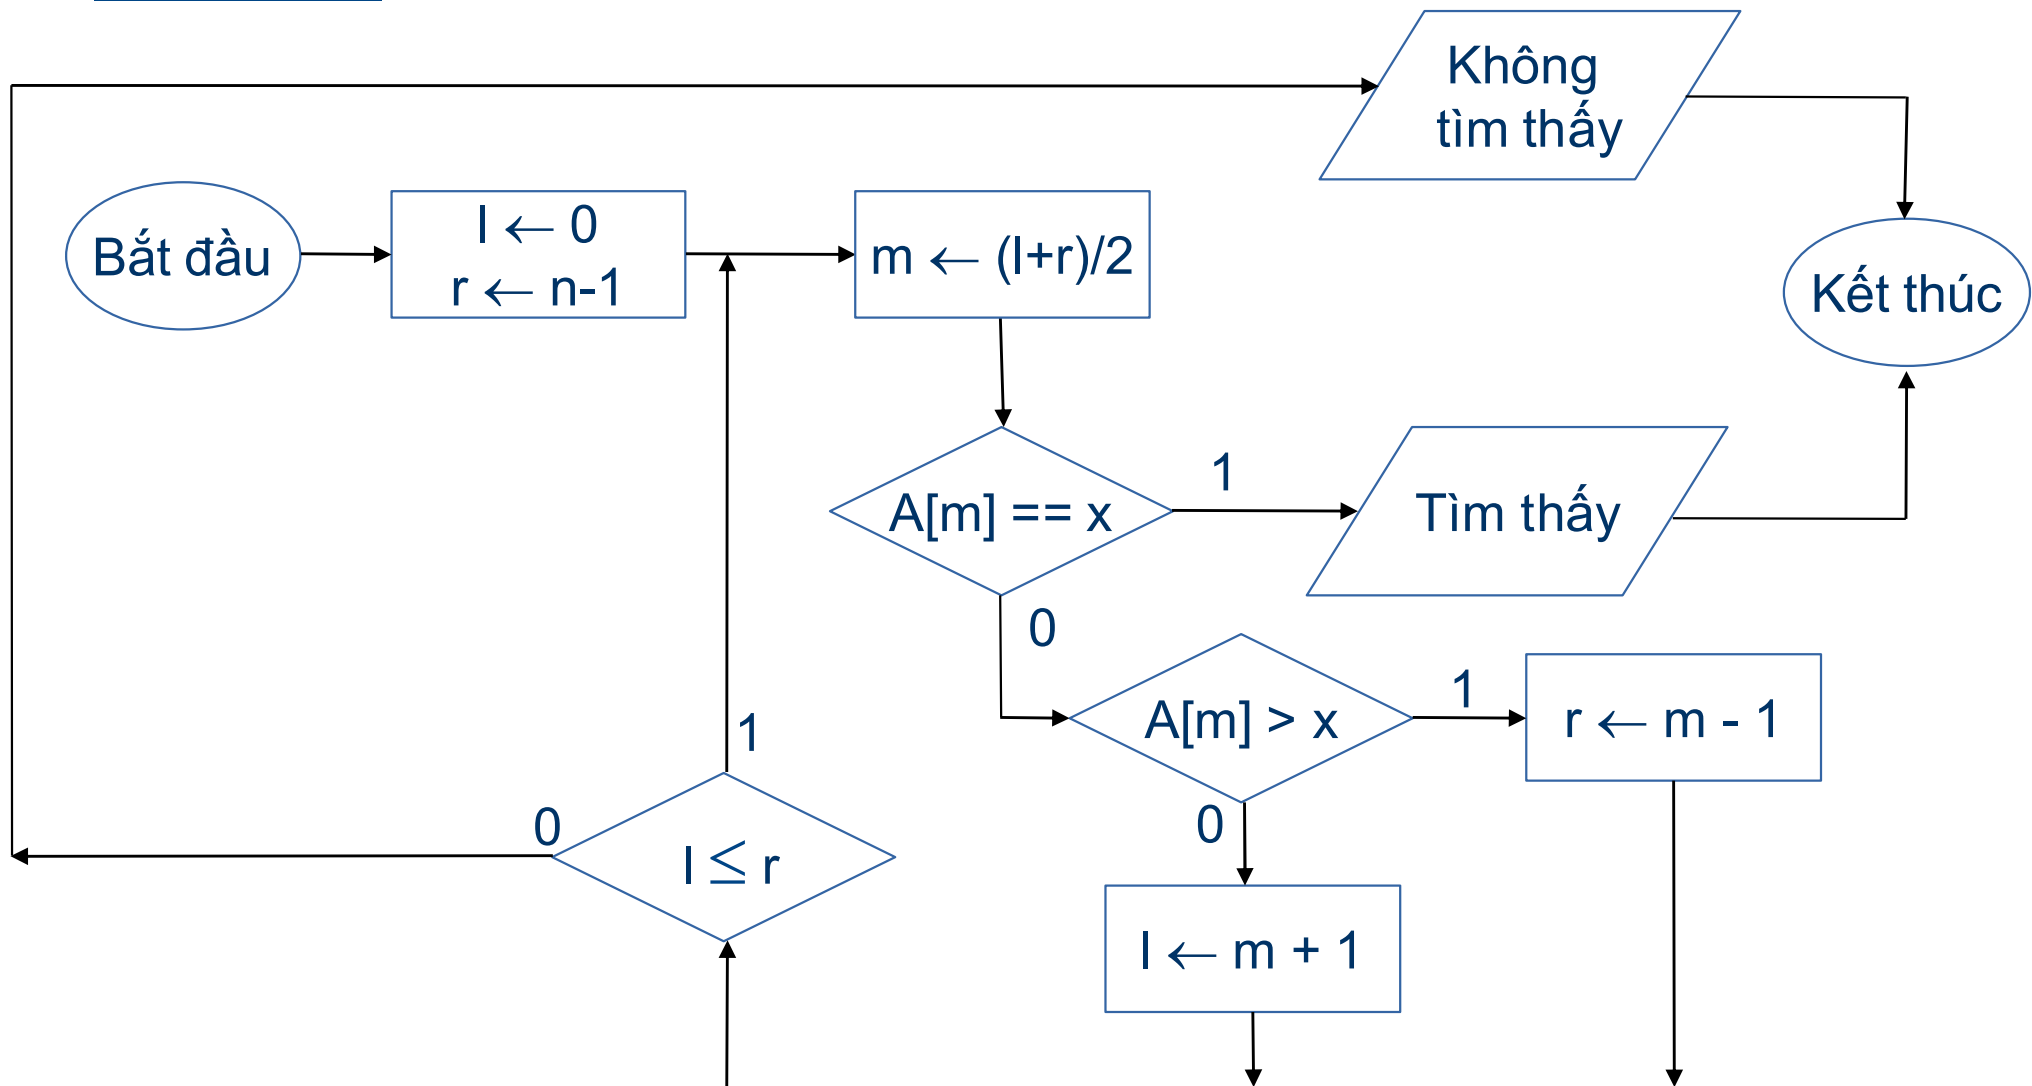 Không
tìm thấy
Bắt đầu
l ← 0
r ← n-1
m ← (l+r)/2
Kết thúc
A[m] == x
1
Tìm thấy
0
A[m] > x
1
r ← m - 1
1
0
l ≤ r
0
l ← m + 1